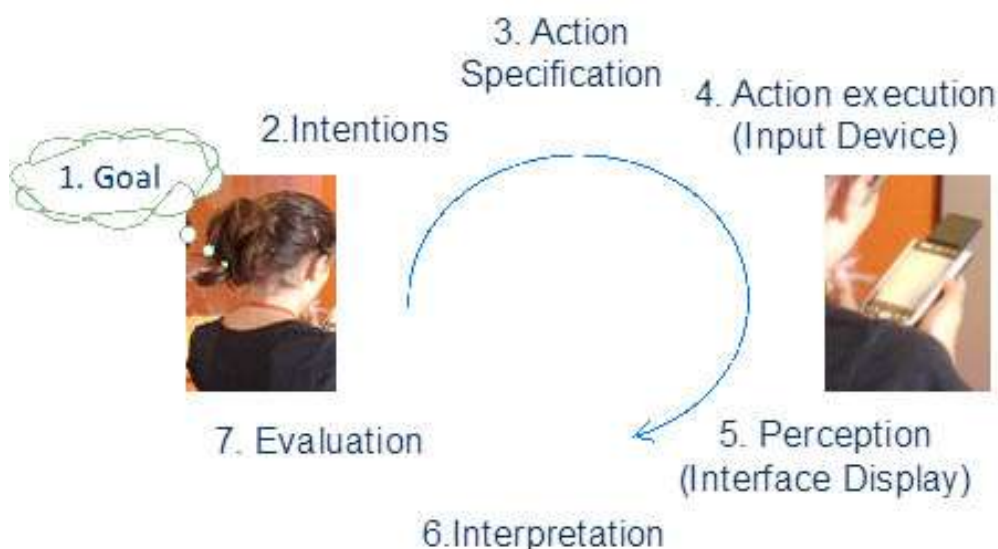 1. Goal
2.Intentions
3. Action
Specification
4. Action execution
(Input Device)
5. Perception
(Interface Display)
6.Interpretation
7. Evaluation